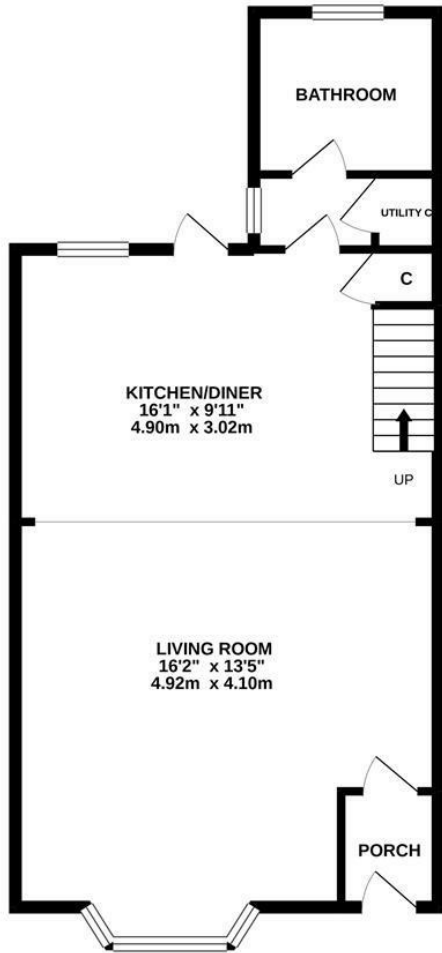 BATHROOM
UTILITY C
C
KITCHEN/DINER
16'1" x 9'11"
4.90m x 3.02m
UP
LIVING ROOM
16'2" x 13'5"
4.92m x 4.10m
PORCH